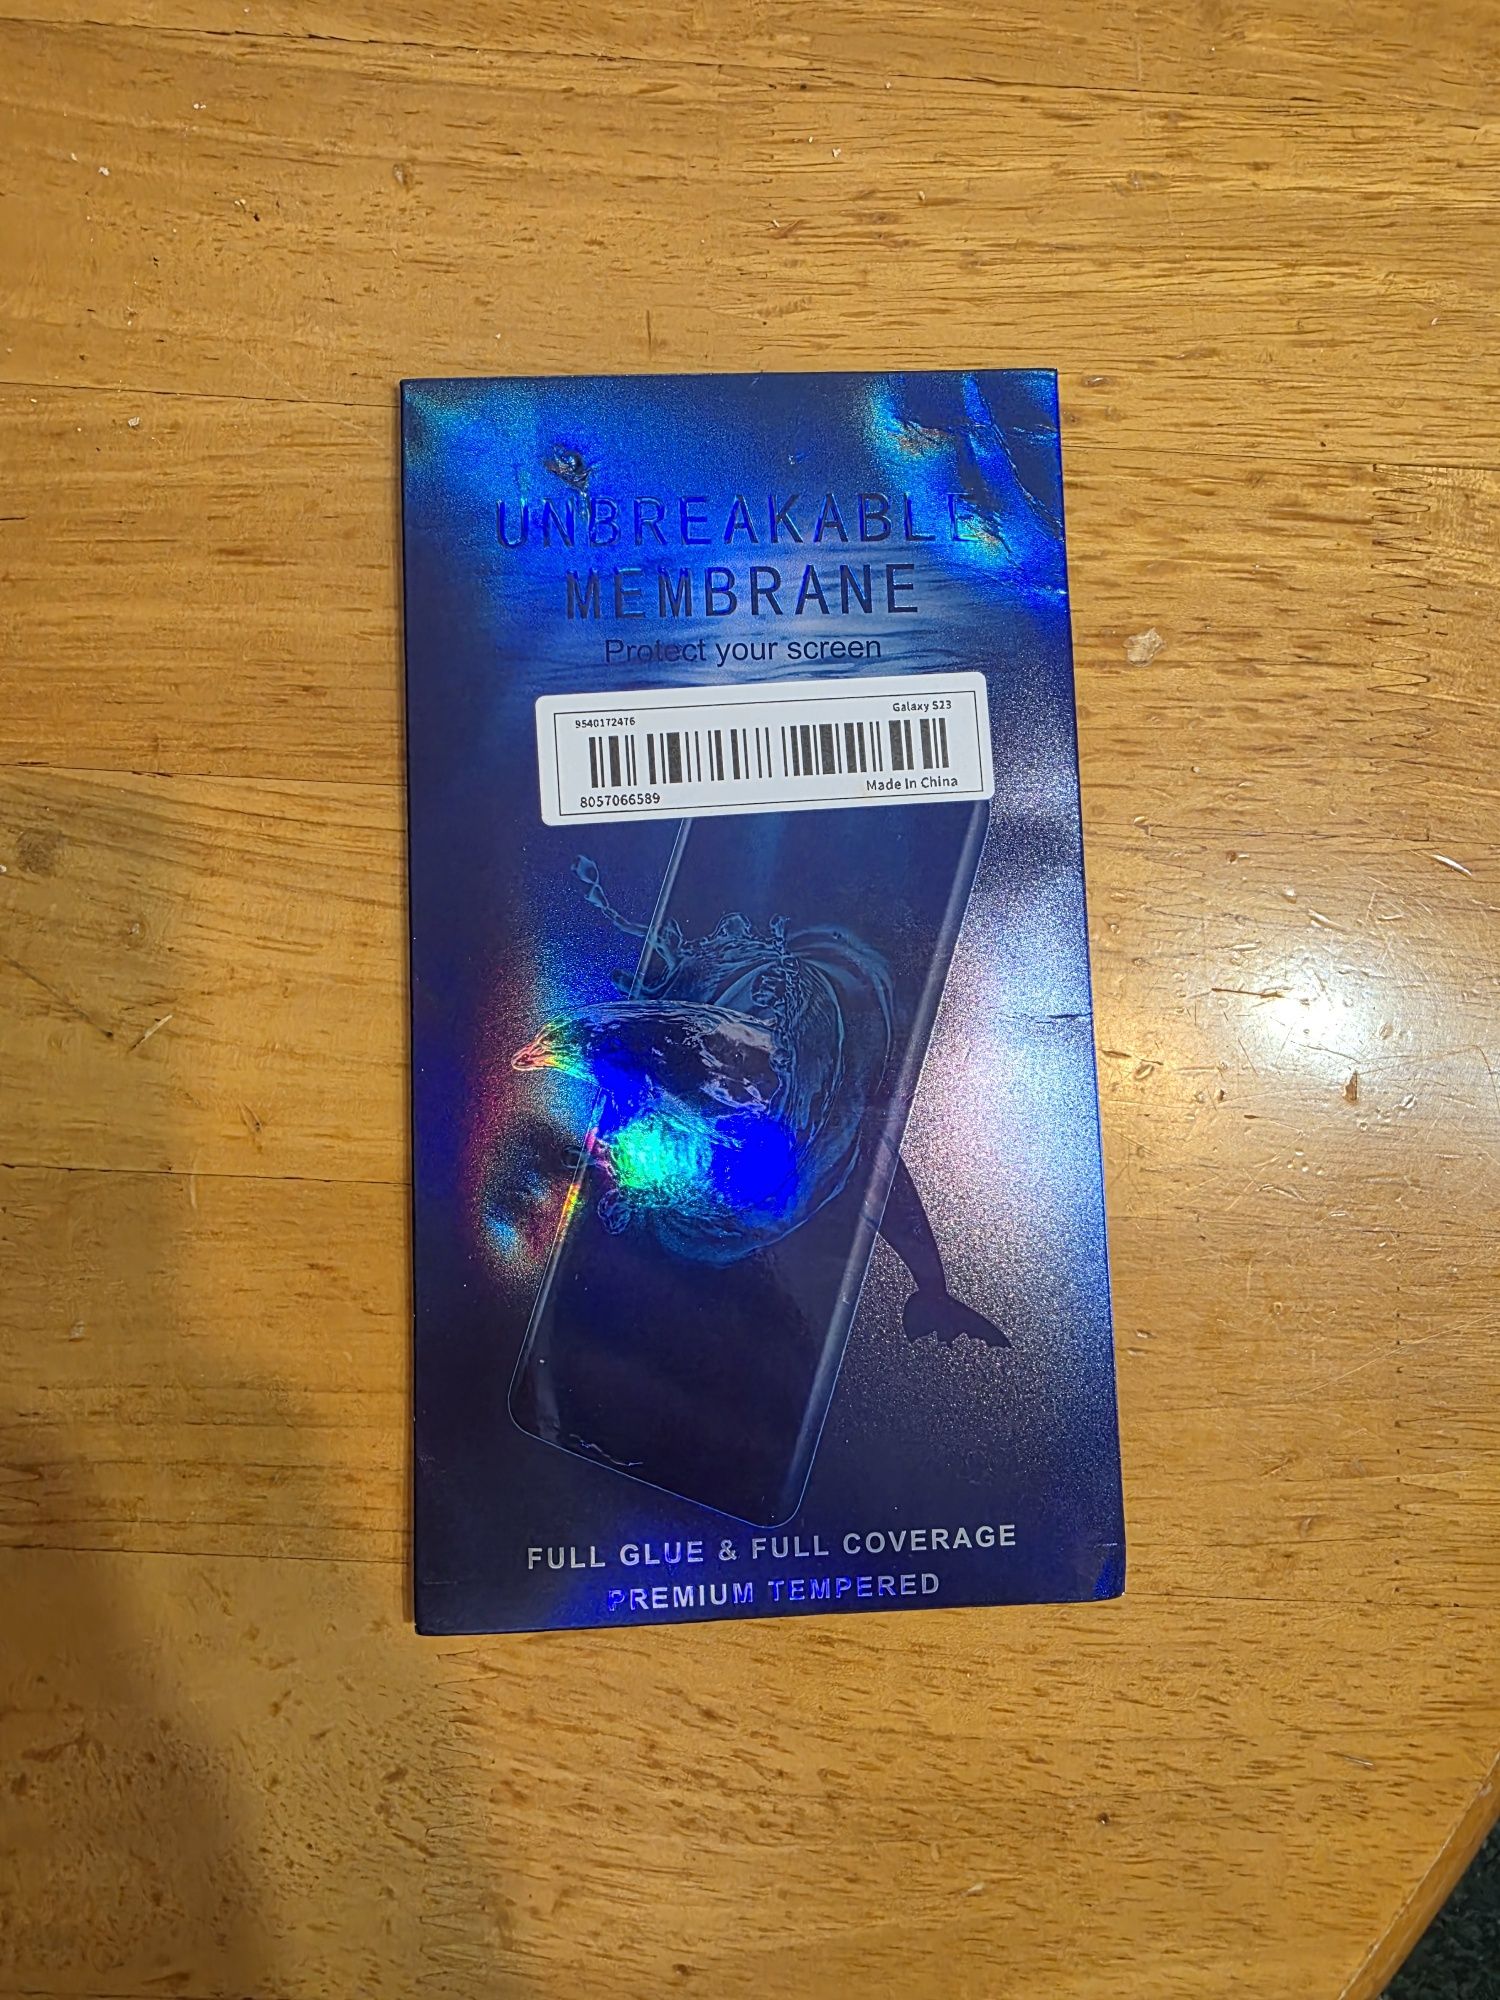 UNBREAKABLE
MEMBRANE
Protect your screen
9540172476
Galaxy S23
8057066589
Made In China
FULL GLUE & FULL COVERAGE
PREMIUM TEMPERED